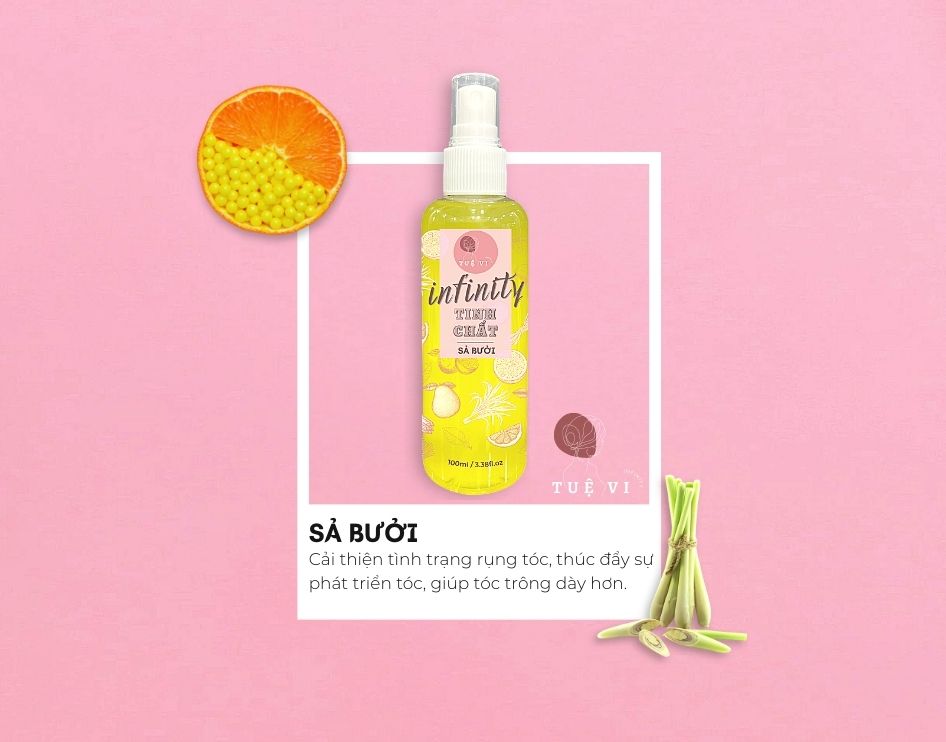 TUỆ VI
infinity
TINH
CHẤT
SẢ BƯỞI
100ml / 3.38fl.oz
TUỆ VI
SẢ BƯỞI
Cải thiện tình trạng rụng tóc, thúc đẩy sự
phát triển tóc, giúp tóc trông dày hơn.